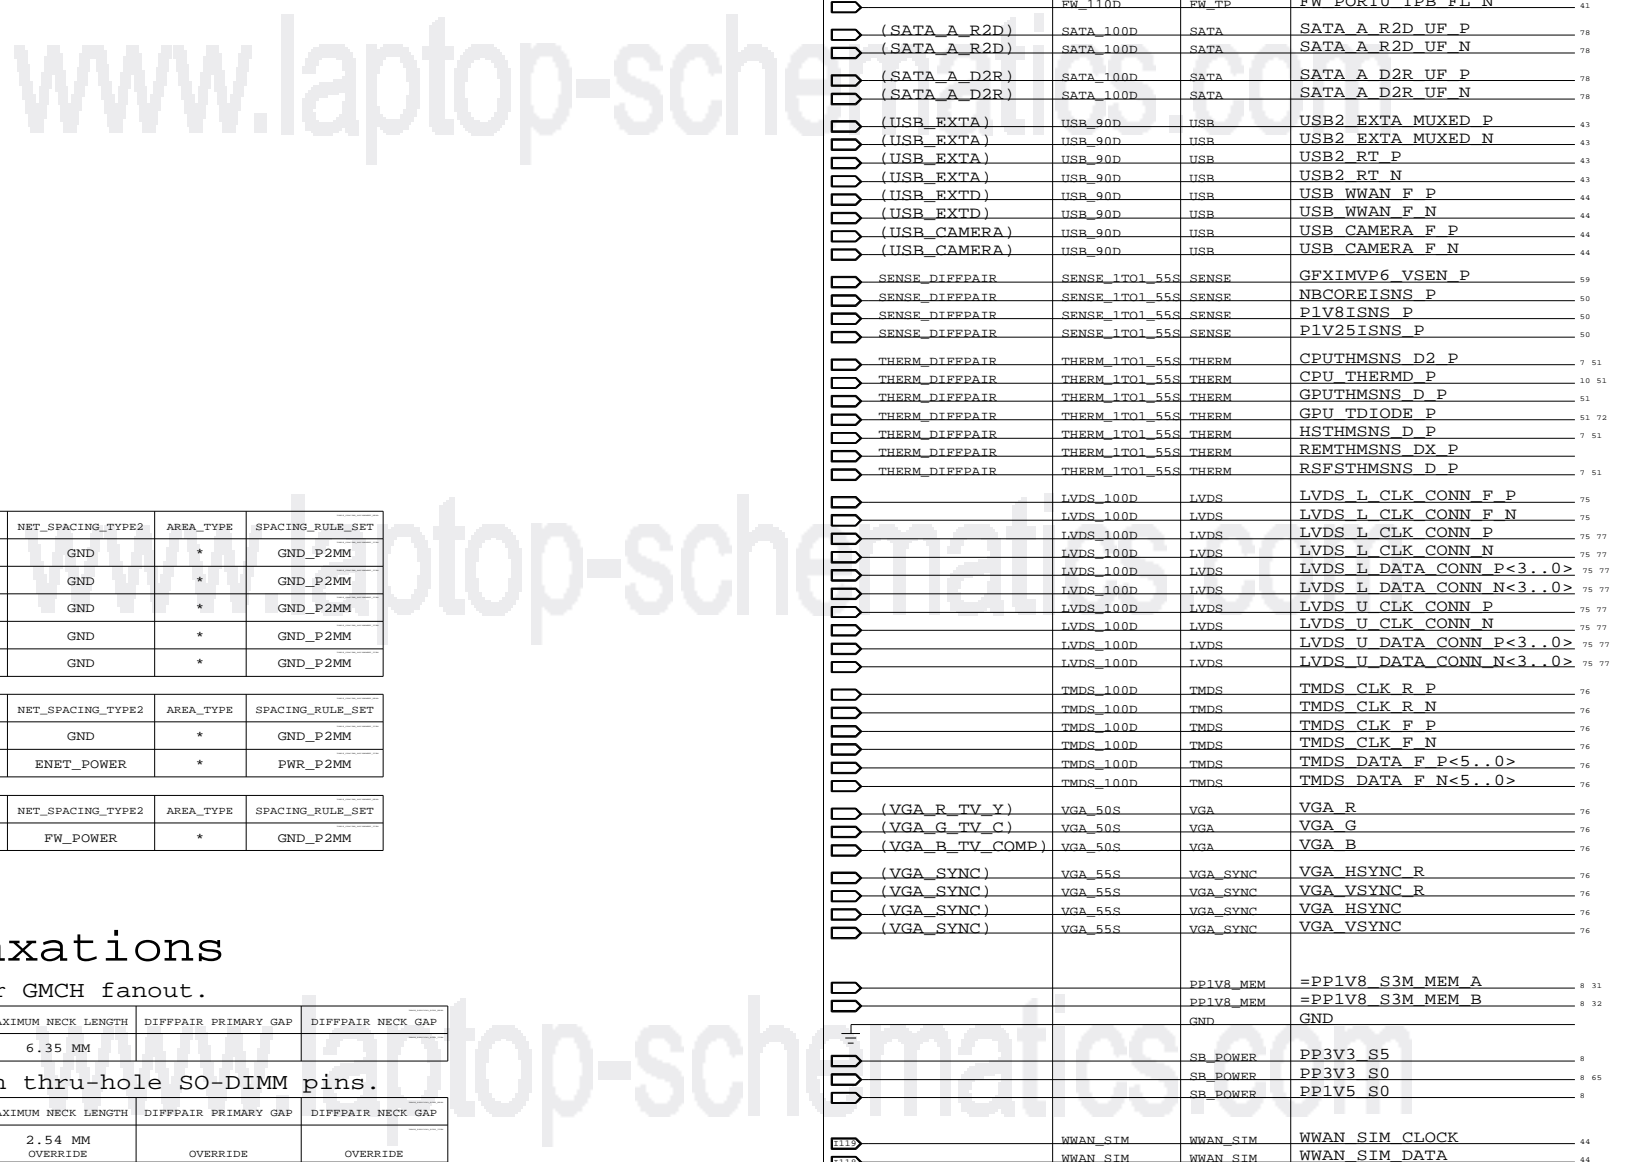 www.laptop-schematics.com
www.laptop-schematics.com
www.laptop-schematics.com
NET_SPACING_TYPE2 AREA_TYPE SPACING_RULE_SET
GND * GND_P2MM
GND * GND_P2MM
GND * GND_P2MM
GND * GND_P2MM
GND * GND_P2MM
NET_SPACING_TYPE2 AREA_TYPE SPACING_RULE_SET
GND * GND_P2MM
ENET_POWER * PWR_P2MM
NET_SPACING_TYPE2 AREA_TYPE SPACING_RULE_SET
FW_POWER * GND_P2MM
axations
r GMCH fanout.
AXIMUM NECK LENGTH DIFFPAIR PRIMARY GAP DIFFPAIR NECK GAP
6.35 MM
n thru-hole SO-DIMM pins.
AXIMUM NECK LENGTH DIFFPAIR PRIMARY GAP DIFFPAIR NECK GAP
2.54 MM
OVERRIDE OVERRIDE OVERRIDE
FW_110D FW_TP FW_PORT0_TPB_FL_N 41
(SATA_A_R2D) SATA_100D SATA SATA_A_R2D_UF_P 78
(SATA_A_R2D) SATA_100D SATA SATA_A_R2D_UF_N 78
(SATA_A_D2R) SATA_100D SATA SATA_A_D2R_UF_P 78
(SATA_A_D2R) SATA_100D SATA SATA_A_D2R_UF_N 78
(USB_EXTA) USB_90D USB USB2_EXTA_MUXED_P 43
(USB_EXTA) USB_90D USB USB2_EXTA_MUXED_N 43
(USB_EXTA) USB_90D USB USB2_RT_P 43
(USB_EXTA) USB_90D USB USB2_RT_N 43
(USB_EXTD) USB_90D USB USB_WWAN_F_P 44
(USB_EXTD) USB_90D USB USB_WWAN_F_N 44
(USB_CAMERA) USB_90D USB USB_CAMERA_F_P 44
(USB_CAMERA) USB_90D USB USB_CAMERA_F_N 44
SENSE_DIFFPAIR SENSE_1TO1_55S SENSE GFXIMVP6_VSEN_P 59
SENSE_DIFFPAIR SENSE_1TO1_55S SENSE NBCOREISNS_P 50
SENSE_DIFFPAIR SENSE_1TO1_55S SENSE P1V8ISNS_P 50
SENSE_DIFFPAIR SENSE_1TO1_55S SENSE P1V25ISNS_P 50
THERM_DIFFPAIR THERM_1TO1_55S THERM CPUTHMSNS_D2_P 7 51
THERM_DIFFPAIR THERM_1TO1_55S THERM CPU_THERMD_P 10 51
THERM_DIFFPAIR THERM_1TO1_55S THERM GPUTHMSNS_D_P 51
THERM_DIFFPAIR THERM_1TO1_55S THERM GPU_TDIODE_P 51 72
THERM_DIFFPAIR THERM_1TO1_55S THERM HSTHMSNS_D_P 7 51
THERM_DIFFPAIR THERM_1TO1_55S THERM REMTHMSNS_DX_P
THERM_DIFFPAIR THERM_1TO1_55S THERM RSFSTHMSNS_D_P 7 51
LVDS_100D LVDS LVDS_L_CLK_CONN_F_P 75
LVDS_100D LVDS LVDS_L_CLK_CONN_F_N 75
LVDS_100D LVDS LVDS_L_CLK_CONN_P 75 77
LVDS_100D LVDS LVDS_L_CLK_CONN_N 75 77
LVDS_100D LVDS LVDS_L_DATA_CONN_P<3..0> 75 77
LVDS_100D LVDS LVDS_L_DATA_CONN_N<3..0> 75 77
LVDS_100D LVDS LVDS_U_CLK_CONN_P 75 77
LVDS_100D LVDS LVDS_U_CLK_CONN_N 75 77
LVDS_100D LVDS LVDS_U_DATA_CONN_P<3..0> 75 77
LVDS_100D LVDS LVDS_U_DATA_CONN_N<3..0> 75 77
TMDS_100D TMDS TMDS_CLK_R_P 76
TMDS_100D TMDS TMDS_CLK_R_N 76
TMDS_100D TMDS TMDS_CLK_F_P 76
TMDS_100D TMDS TMDS_CLK_F_N 76
TMDS_100D TMDS TMDS_DATA_F_P<5..0> 76
TMDS_100D TMDS TMDS_DATA_F_N<5..0> 76
(VGA_R_TV_Y) VGA_50S VGA VGA_R 76
(VGA_G_TV_C) VGA_50S VGA VGA_G 76
(VGA_B_TV_COMP) VGA_50S VGA VGA_B 76
(VGA_SYNC) VGA_55S VGA_SYNC VGA_HSYNC_R 76
(VGA_SYNC) VGA_55S VGA_SYNC VGA_VSYNC_R 76
(VGA_SYNC) VGA_55S VGA_SYNC VGA_HSYNC 76
(VGA_SYNC) VGA_55S VGA_SYNC VGA_VSYNC 76
PP1V8_MEM =PP1V8_S3M_MEM_A 8 31
PP1V8_MEM =PP1V8_S3M_MEM_B 8 32
GND GND
SB_POWER PP3V3_S5 8
SB_POWER PP3V3_S0 8 65
SB_POWER PP1V5_S0 8
I119 WWAN_SIM WWAN_SIM WWAN_SIM_CLOCK 44
WWAN_SIM WWAN_SIM WWAN_SIM_DATA 44